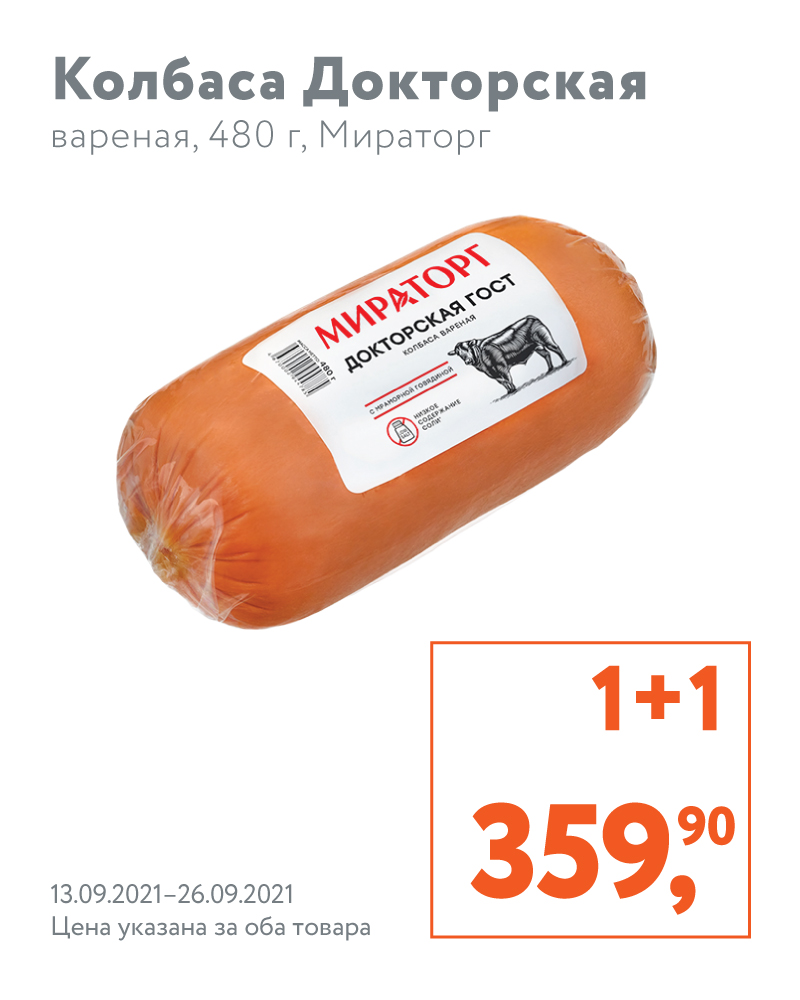 Колбаса Докторская
вареная, 480 г, Мираторг
МИРАТОРГ
ДОКТОРСКАЯ ГОСТ
КОЛБАСА ВАРЕНАЯ
480 г
С МРАМОРНОЙ ГОВЯДИНОЙ
НИЗКОЕ
СОДЕРЖАНИЕ
СОЛИ*
1+1
359,90
13.09.2021–26.09.2021
Цена указана за оба товара